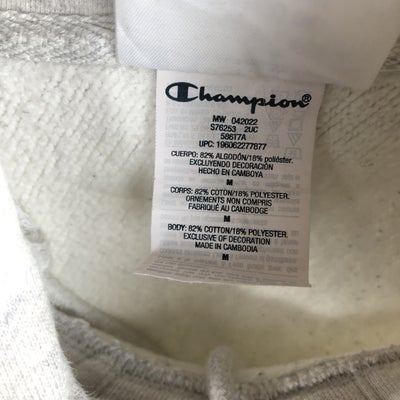 Champion®
MW 042022
S76253 2UC
586T7A
UPC: 196062277877
CUERPO: 82% ALGODÓN/18% poliéster.
EXCLUYENDO DECORACIÓN
HECHO EN CAMBOYA
M
CORPS: 82% COTON/18% POLYESTER.
ORNEMENTS NON COMPRIS
FABRIQUÉ AU CAMBODGE
M
BODY: 82% COTTON/18% POLYESTER.
EXCLUSIVE OF DECORATION
MADE IN CAMBODIA
M